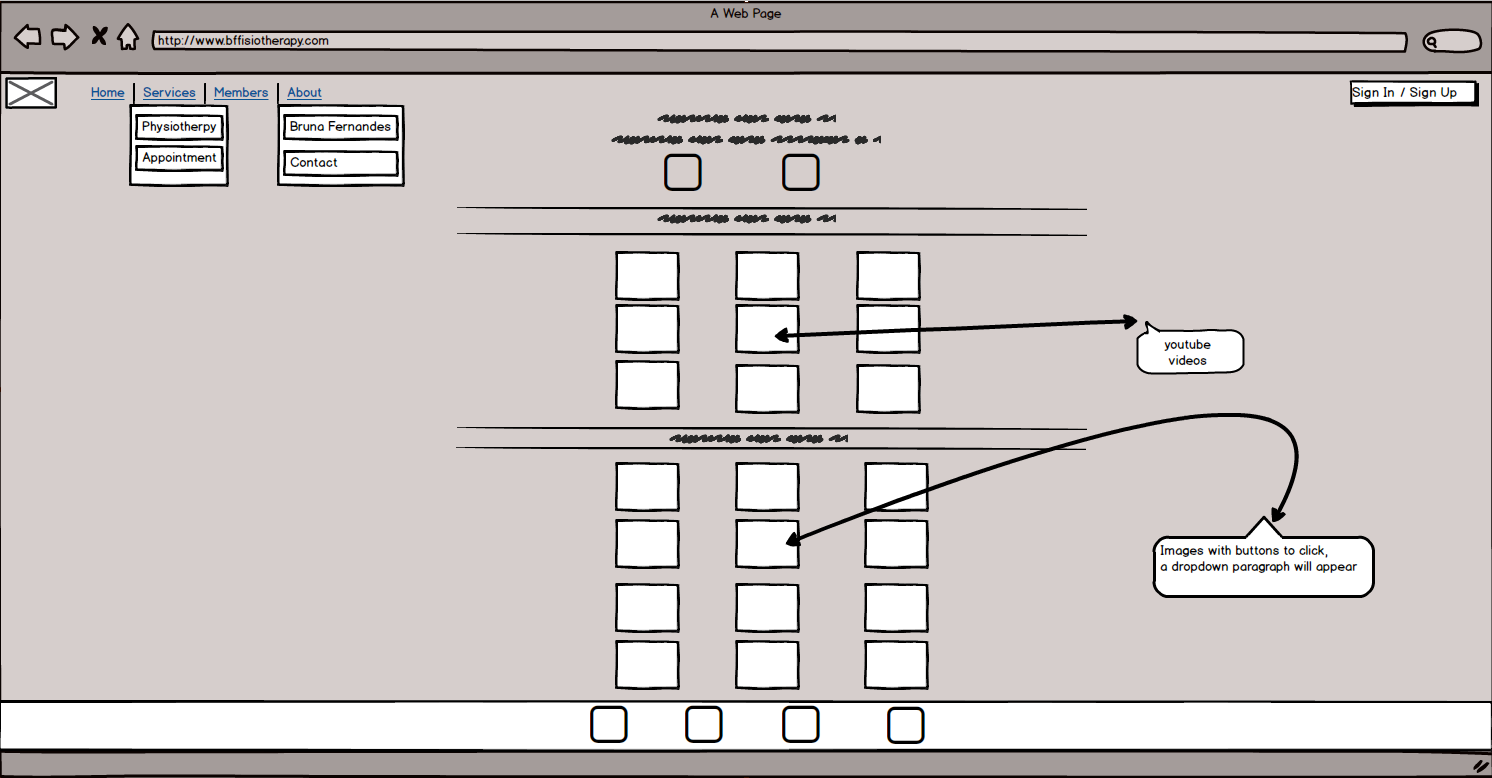 A Web Page
http://www.bffisiotherapy.com
Home
Services
Members
About
Sign In / Sign Up
Physiotherpy
Appointment
Bruna Fernandes
Contact
youtube
videos
Images with buttons to click,
a dropdown paragraph will appear